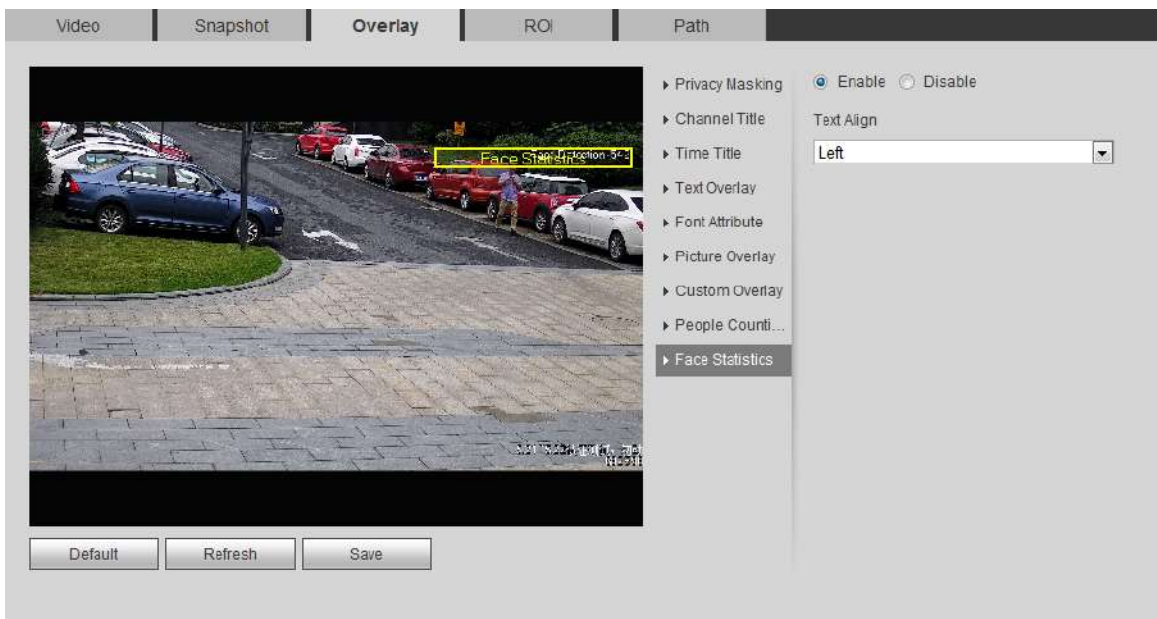 Video
Snapshot
Overlay
ROI
Path
Face Statistics
Privacy Masking
Channel Title
Time Title
Text Overlay
Font Attribute
Picture Overlay
Custom Overlay
People Counti...
Face Statistics
Enable
Disable
Text Align
Left
Default
Refresh
Save